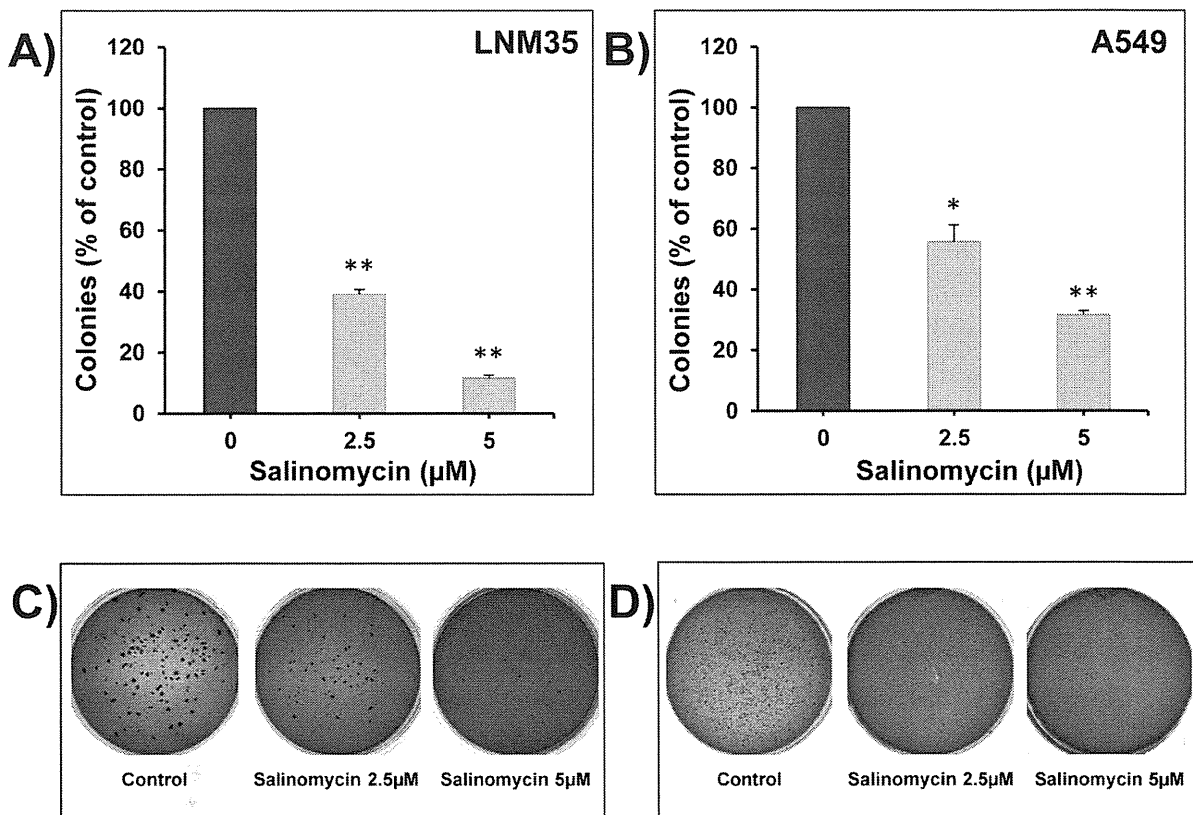 A)
LNM35
Colonies (% of control)
120
100
80
60
40
20
0
**
**
0 2.5 5
Salinomycin (µM)
B)
A549
Colonies (% of control)
120
100
80
60
40
20
0
*
**
0 2.5 5
Salinomycin (µM)
C)
Control Salinomycin 2.5µM Salinomycin 5µM
D)
Control Salinomycin 2.5µM Salinomycin 5µM